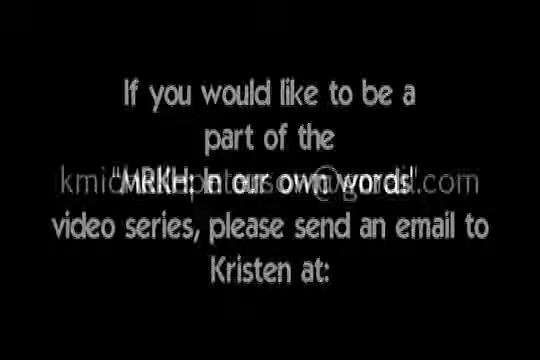 If you would like to be a
part of the
"MRKH: In our own words"
video series, please send an email to
Kristen at: